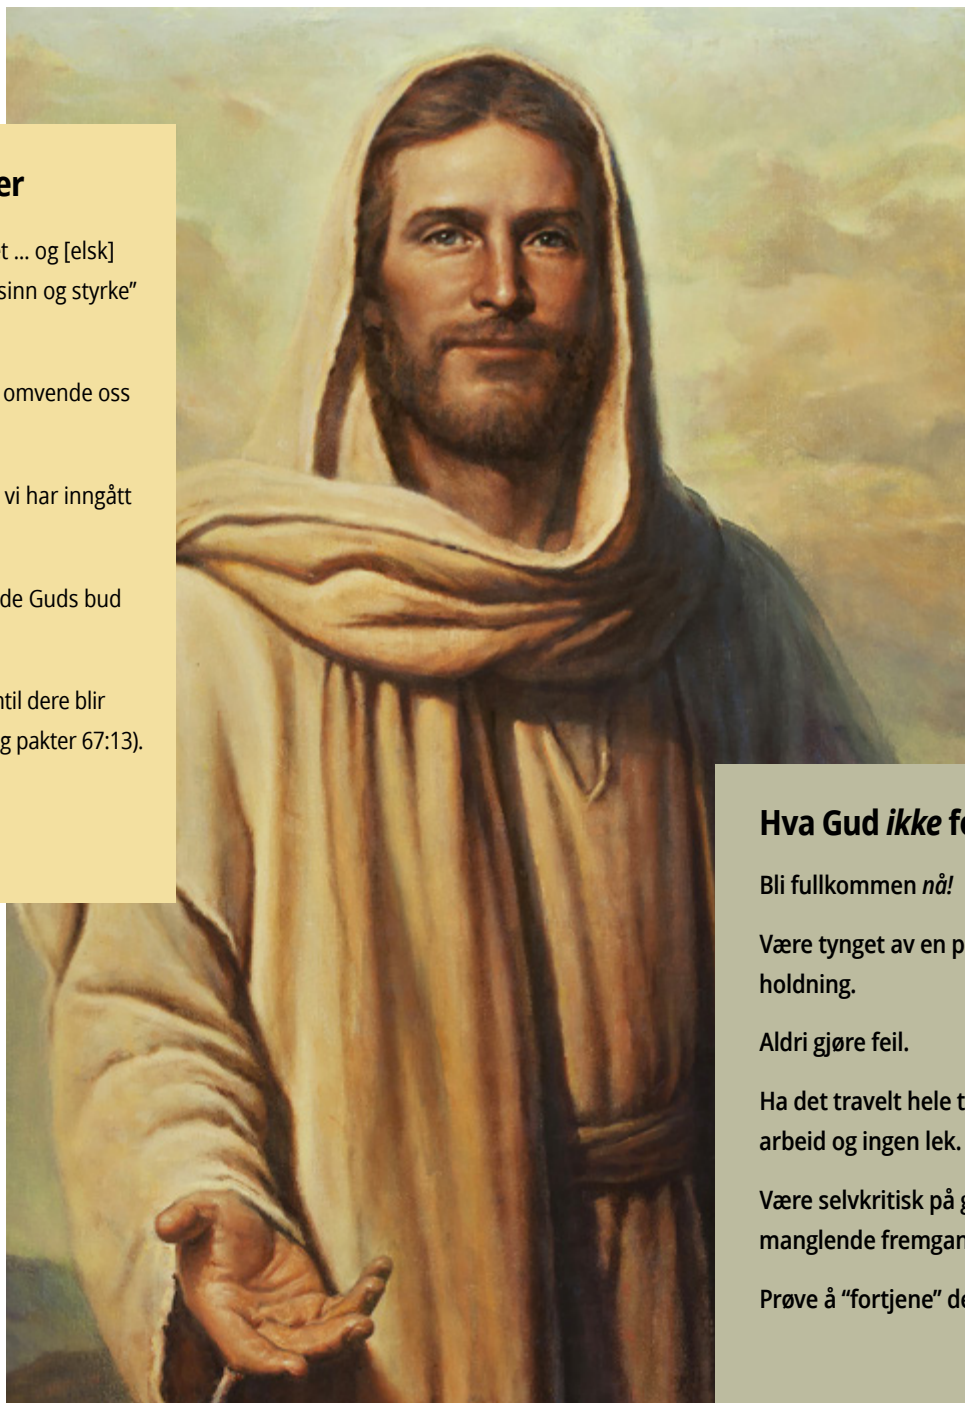 er
t ... og [elsk]
sinn og styrke”
omvende oss
vi har inngått
de Guds bud
til dere blir
g pakter 67:13).
Hva Gud ikke
Bli fullkommen nå!
Være tynget av en p
holdning.
Aldri gjøre feil.
Ha det travelt hele t
arbeid og ingen lek.
Være selvkritisk på g
manglende fremgan
Prøve å “fortjene” de